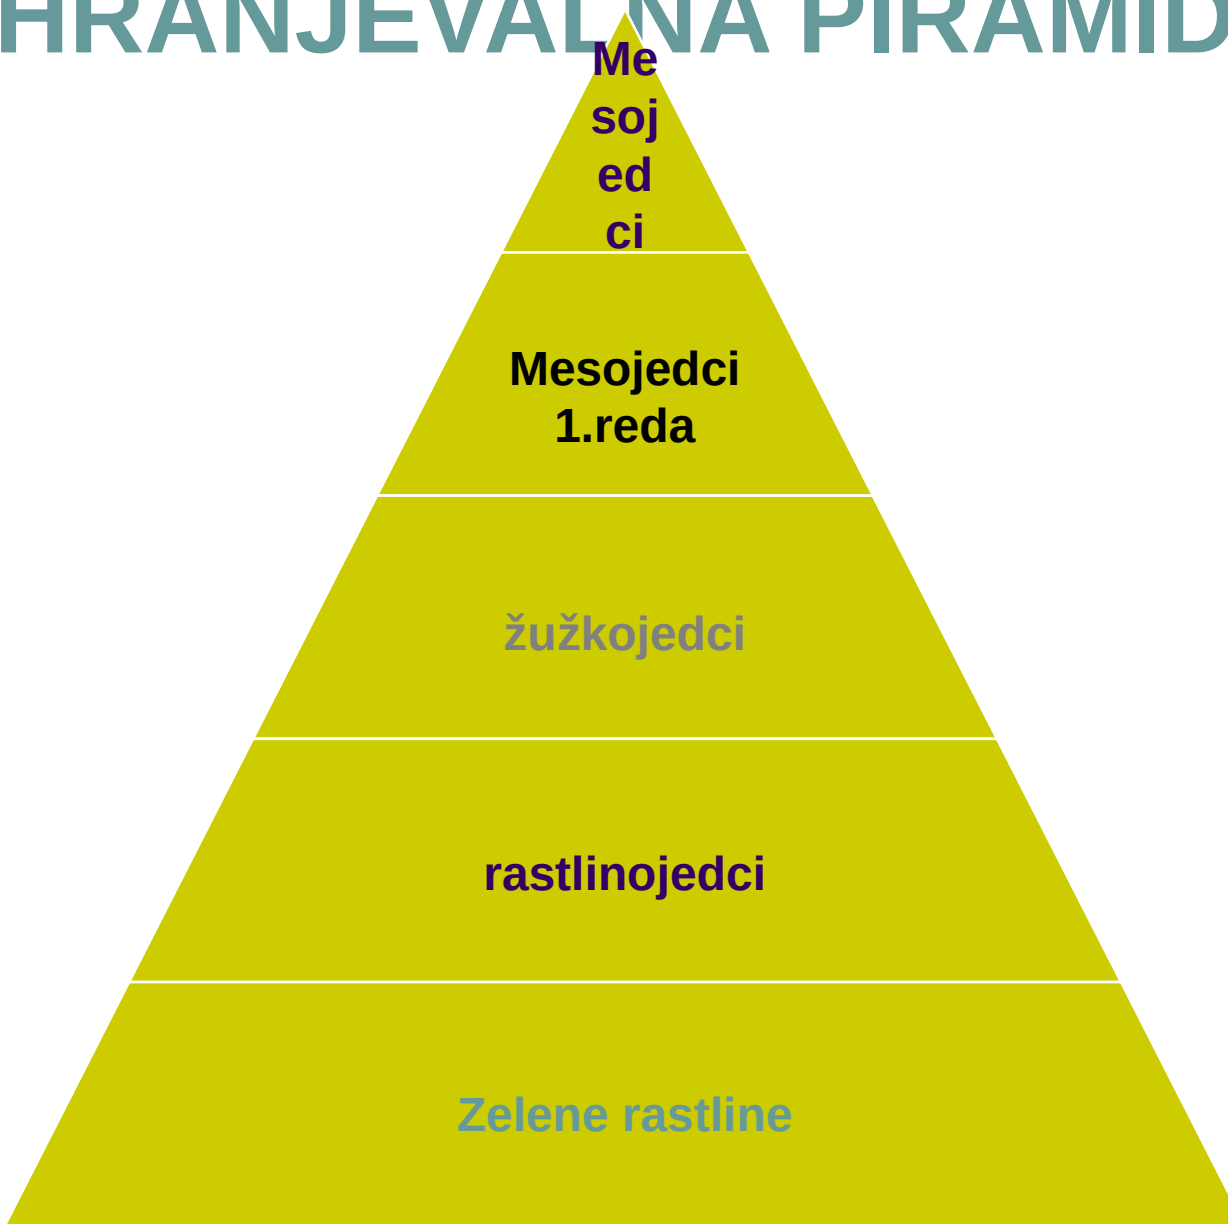 HRANJEVALNA PIRAMID
Me
soj
ed
ci
Mesojedci
1.reda
žužkojedci
rastlinojedci
Zelene rastline